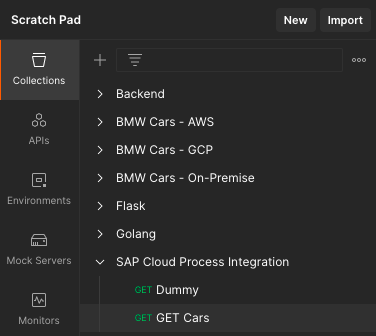 Scratch Pad
New
Import
Collections
APIs
Environments
Mock Servers
Monitors
Backend
BMW Cars - AWS
BMW Cars - GCP
BMW Cars - On-Premise
Flask
Golang
SAP Cloud Process Integration
GET Dummy
GET GET Cars